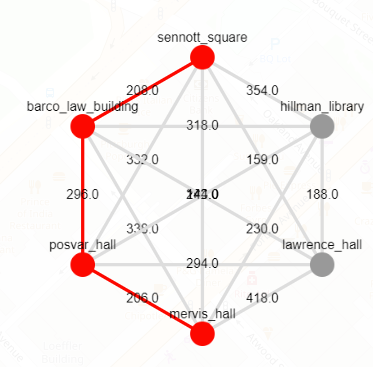 sennott_square
208.0
354.0
barco_law_building
hillman_library
318.0
159.0
296.0
188.0
posvar_hall
230.0
lawrence_hall
294.0
206.0
418.0
mervis_hall